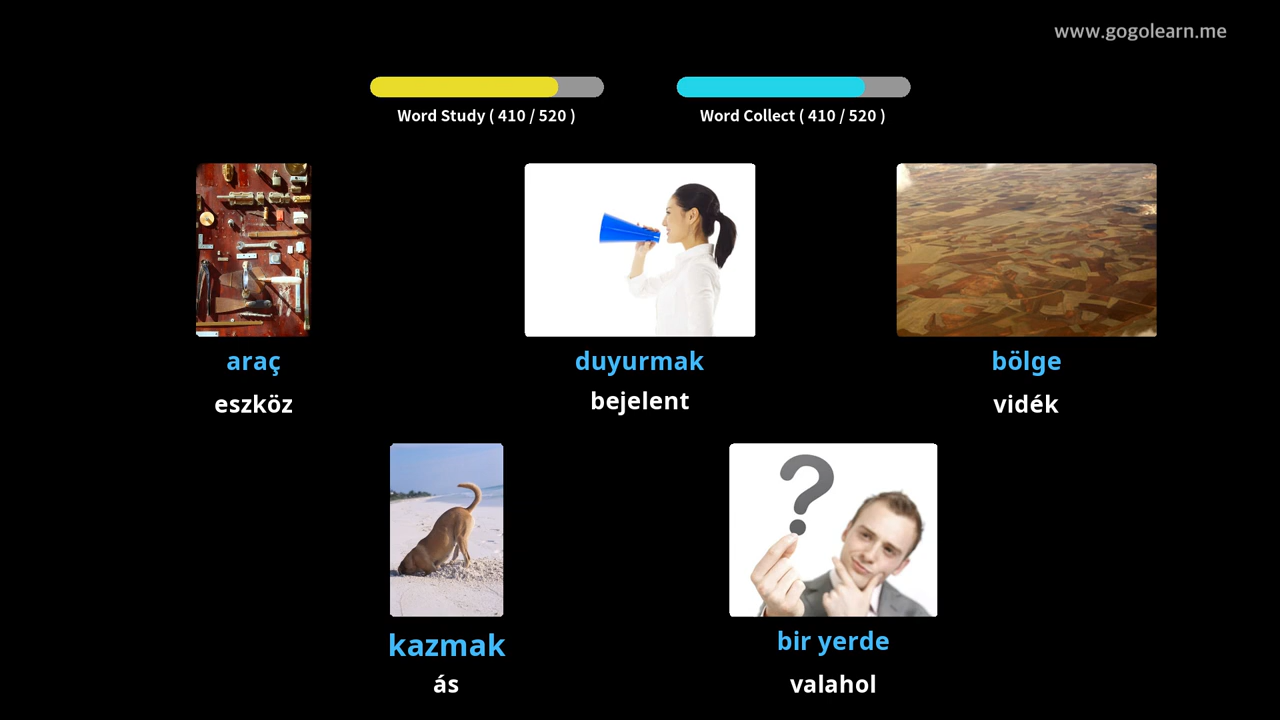 www.gogolearn.me
Word Study ( 410 / 520 )
Word Collect ( 410 / 520 )
araç
eszköz
duyurmak
bejelent
bölge
vidék
kazmak
ás
bir yerde
valahol